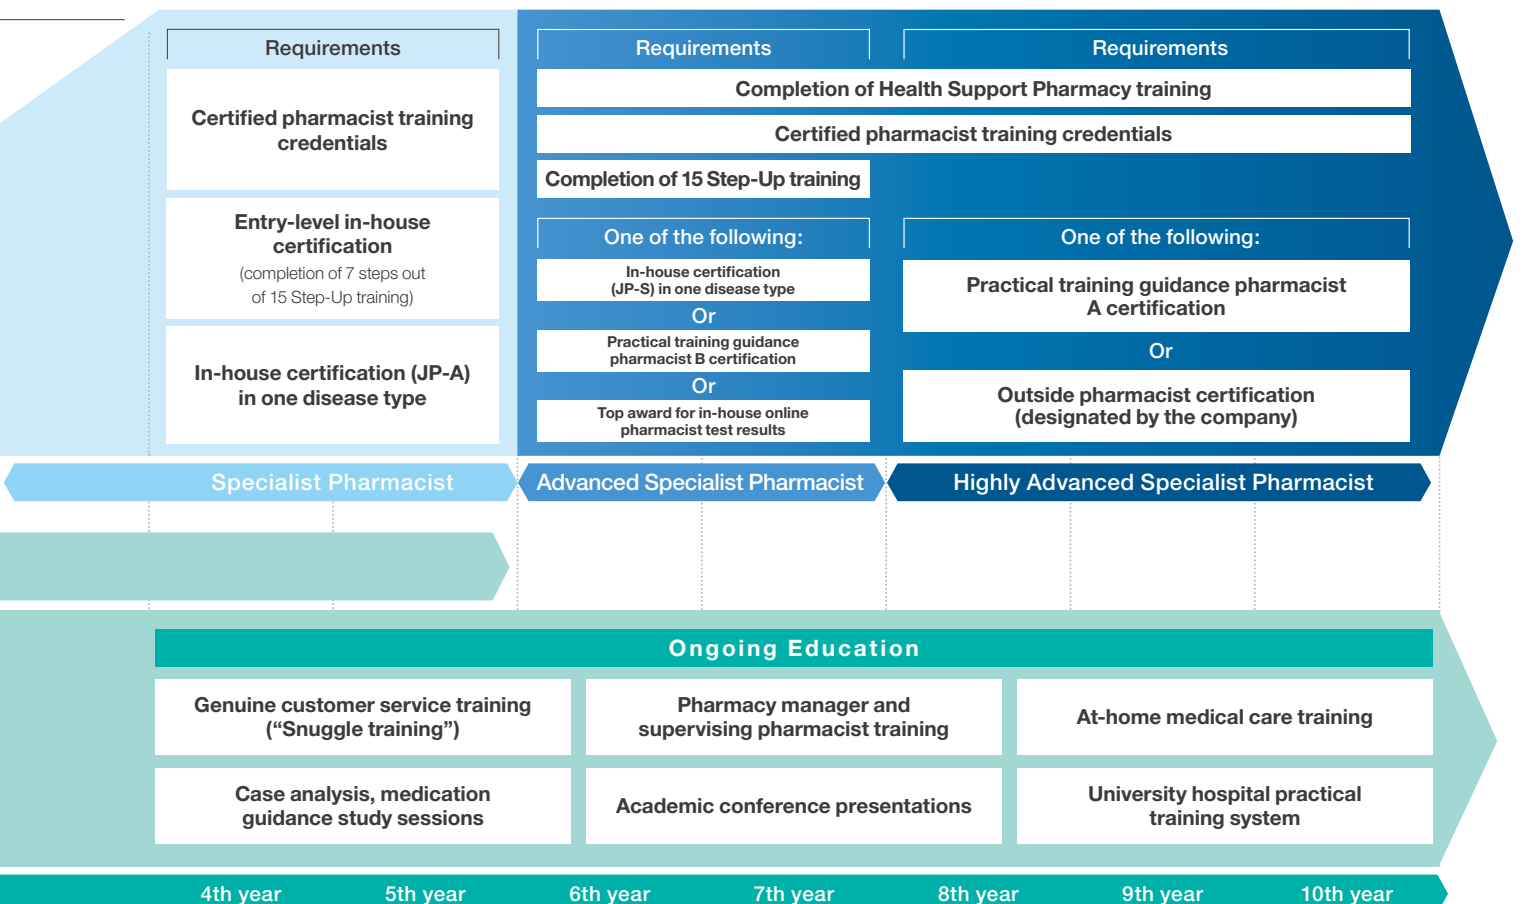 Requirements
Certified pharmacist training
credentials
Entry-level in-house
certification
(completion of 7 steps out
of 15 Step-Up training)
In-house certification (JP-A)
in one disease type
Requirements
Requirements
Completion of Health Support Pharmacy training
Certified pharmacist training credentials
Completion of 15 Step-Up training
One of the following:
In-house certification
(JP-S) in one disease type
Or
Practical training guidance
pharmacist B certification
Or
Top award for in-house online
pharmacist test results
One of the following:
Practical training guidance pharmacist
A certification
Or
Outside pharmacist certification
(designated by the company)
Specialist Pharmacist
Advanced Specialist Pharmacist
Highly Advanced Specialist Pharmacist
Ongoing Education
Genuine customer service training
(“Snuggle training”)
Pharmacy manager and
supervising pharmacist training
At-home medical care training
Case analysis, medication
guidance study sessions
Academic conference presentations
University hospital practical
training system
4th year
5th year
6th year
7th year
8th year
9th year
10th year